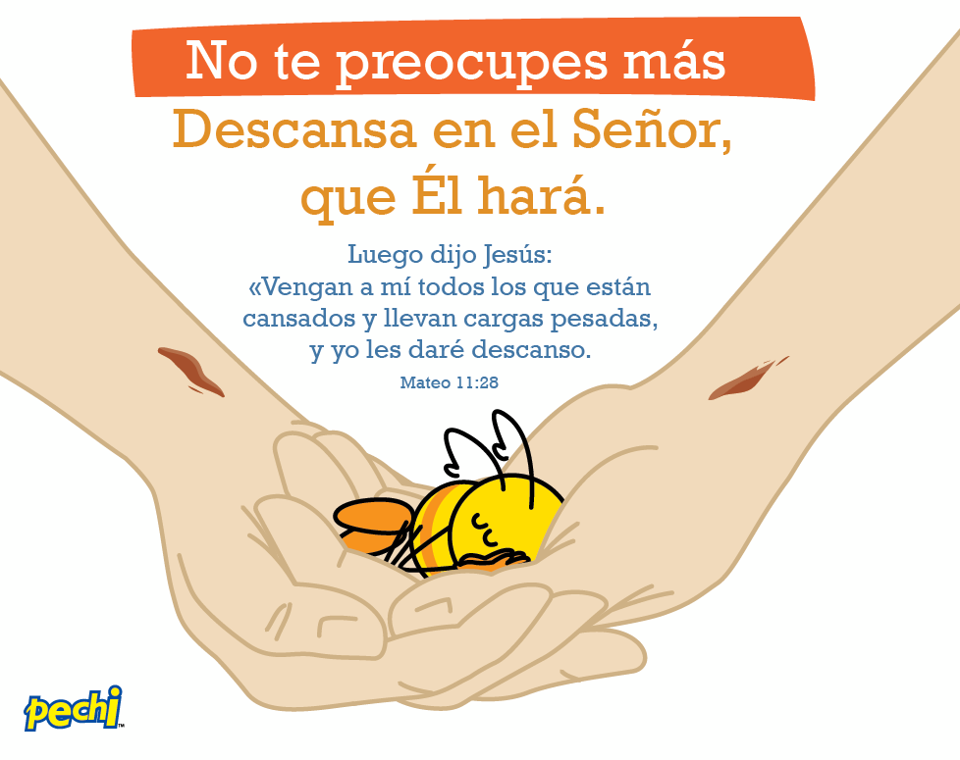 No te preocupes más
Descansa en el Señor,
que Él hará.
Luego dijo Jesús:
«Vengan a mí todos los que están
cansados y llevan cargas pesadas,
y yo les daré descanso.
Mateo 11:28
pechi™